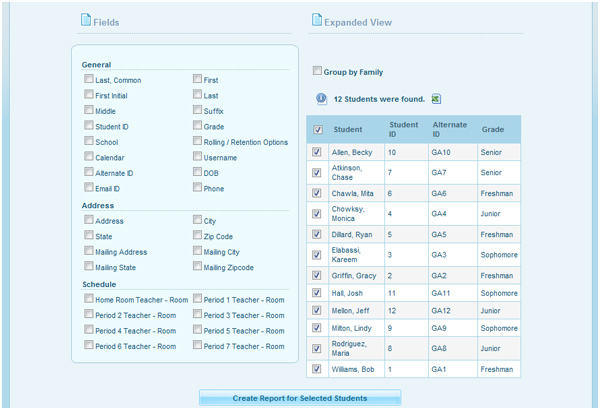 Fields
General
Last, Common
First
First Initial
Last
Middle
Suffix
Student ID
Grade
School
Rolling / Retention Options
Calendar
Username
Alternate ID
DOB
Email ID
Phone
Address
Address
City
State
Zip Code
Mailing Address
Mailing City
Mailing State
Mailing Zipcode
Schedule
Home Room Teacher - Room
Period 1 Teacher - Room
Period 2 Teacher - Room
Period 3 Teacher - Room
Period 4 Teacher - Room
Period 5 Teacher - Room
Period 6 Teacher - Room
Period 7 Teacher - Room
Expanded View
Group by Family
12 Students were found.
Student Student ID Alternate ID Grade
Allen, Becky 10 GA10 Senior
Atkinson,
Chase 7 GA7 Senior
Chawla, Mita 6 GA6 Freshman
Chowksy,
Monica 4 GA4 Junior
Dillard, Ryan 5 GA5 Freshman
Elabassi,
Kareem 3 GA3 Sophomore
Griffin, Gracy 2 GA2 Freshman
Hall, Josh 11 GA11 Sophomore
Mellon, Jeff 12 GA12 Junior
Milton, Lindy 9 GA9 Sophomore
Rodriguez,
Maria 8 GA8 Junior
Williams, Bob 1 GA1 Freshman
Create Report for Selected Students